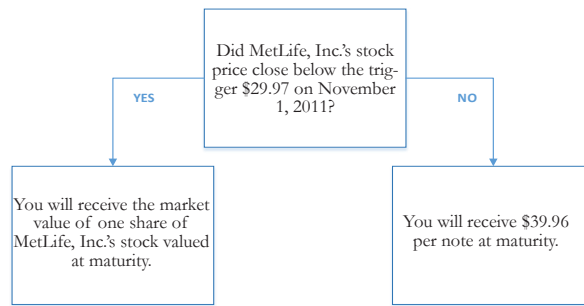 Did MetLife, Inc.'s stock
price close below the trig-
ger $29.97 on November
1, 2011?
YES
NO
You will receive the market
value of one share of
MetLife, Inc.'s stock valued
at maturity.
You will receive $39.96
per note at maturity.